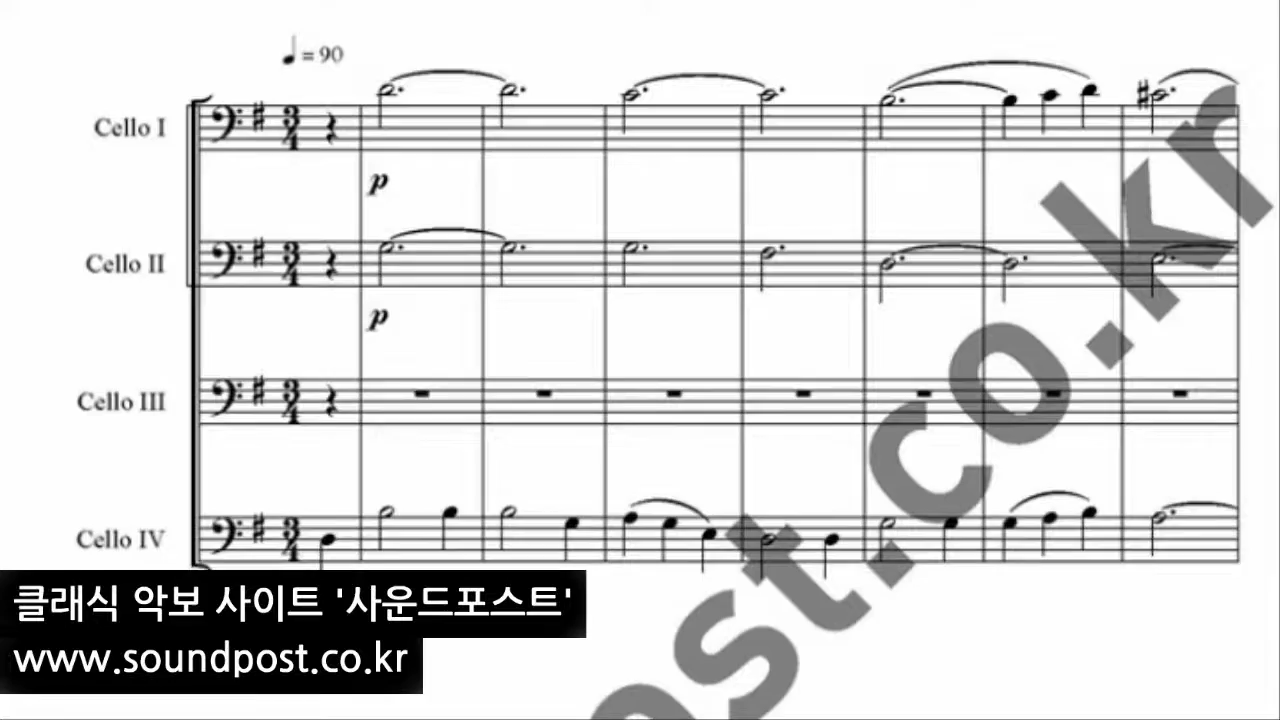 ♩ = 90
Cello I
p
Cello II
p
Cello III
Cello IV
ost.co.kr
클래식 악보 사이트 '사운드포스트'
www.soundpost.co.kr